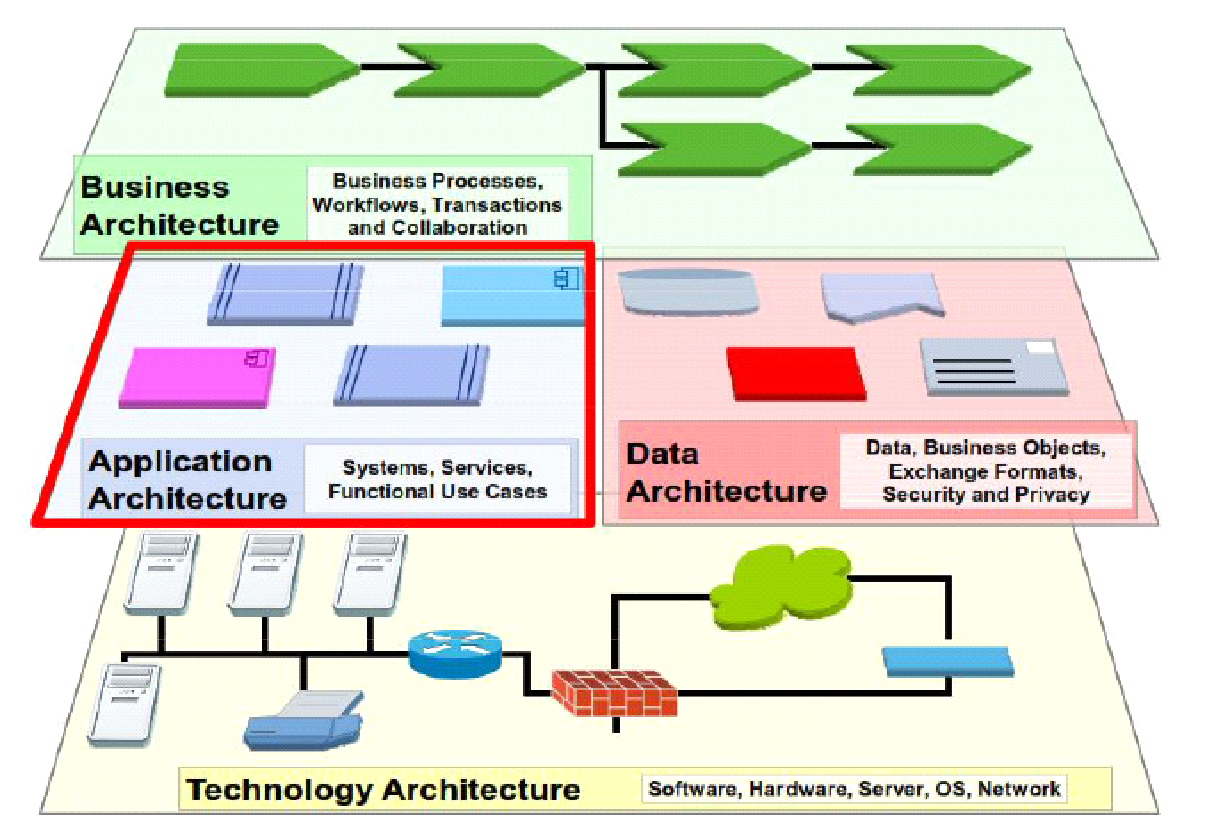 Business
Architecture
Business Processes,
Workflows, Transactions
and Collaboration
Application
Architecture
Systems, Services,
Functional Use Cases
Data
Architecture
Data, Business Objects,
Exchange Formats,
Security and Privacy
Technology Architecture
Software, Hardware, Server, OS, Network